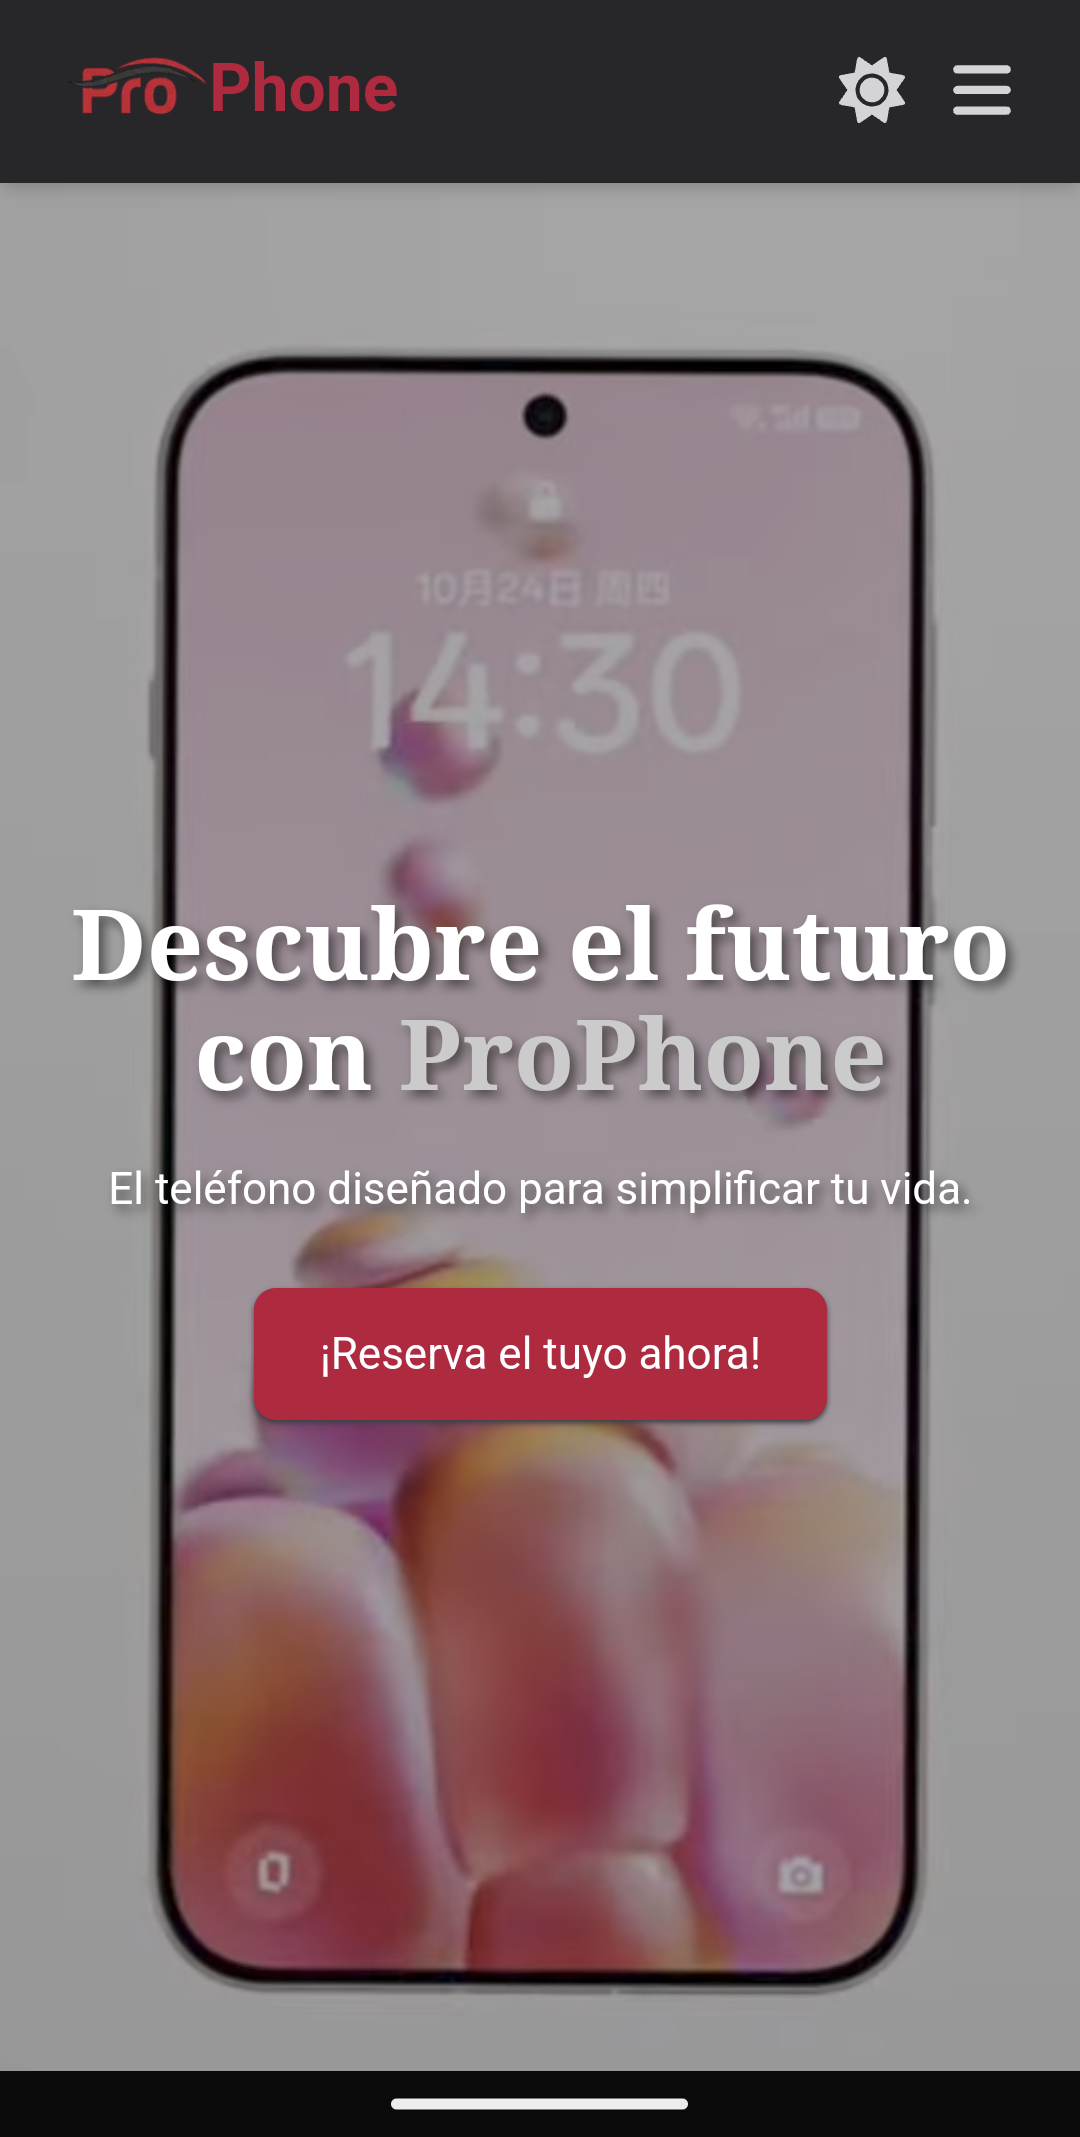 Pro Phone
10月24日 周四
14:30
Descubre el futuro
con ProPhone
El teléfono diseñado para simplificar tu vida.
¡Reserva el tuyo ahora!